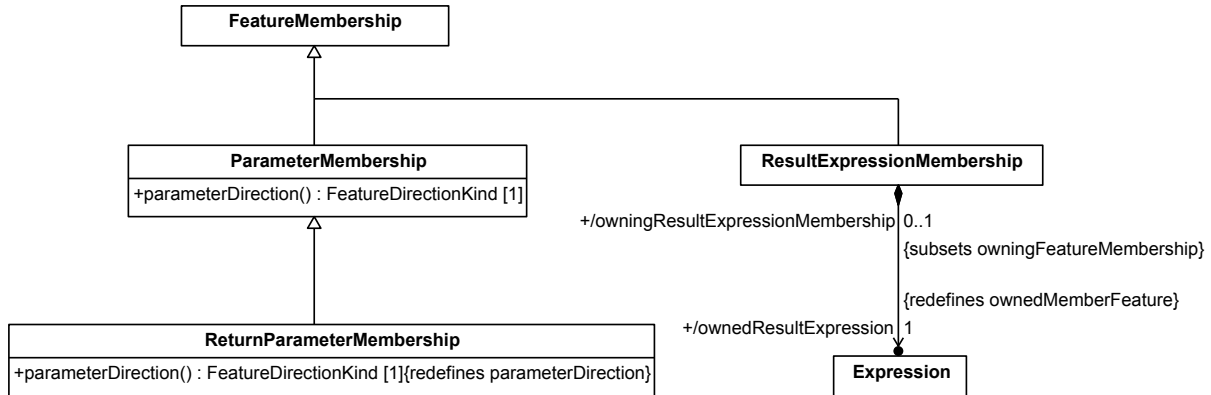 FeatureMembership
ParameterMembership
+parameterDirection() : FeatureDirectionKind [1]
ResultExpressionMembership
+/owningResultExpressionMembership 0..1
{subsets owningFeatureMembership}
{redefines ownedMemberFeature}
+/ownedResultExpression 1
ReturnParameterMembership
+parameterDirection() : FeatureDirectionKind [1]{redefines parameterDirection}
Expression